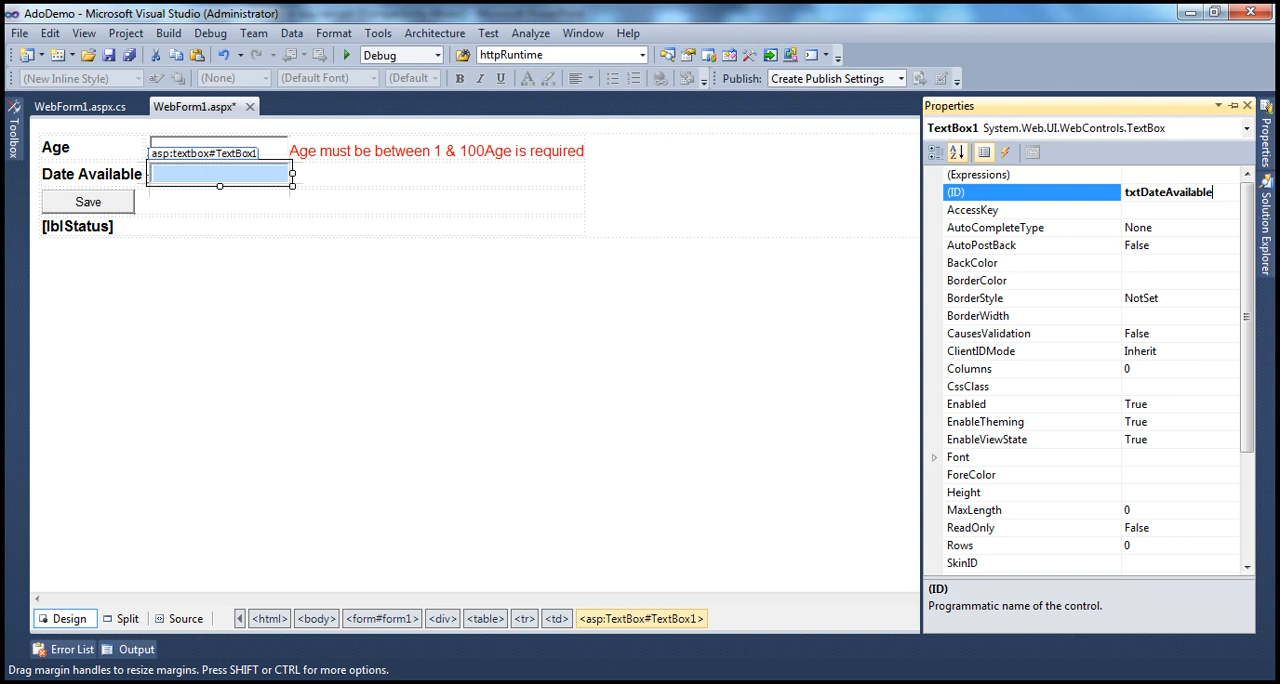 AdoDemo - Microsoft Visual Studio (Administrator)
File Edit View Project Build Debug Team Data Format Tools Architecture Test Analyze Window Help
Debug httpRuntime
(New Inline Style) (None) (Default Font) (Default B I U A Publish: Create Publish Settings
WebForm1.aspx.cs WebForm1.aspx*
Toolbox
Age
asp:textbox#TextBox1
Age must be between 1 & 100Age is required
Date Available
Save
[lblStatus]
Properties
TextBox1 System.Web.UI.WebControls.TextBox
(Expressions)
(ID) txtDateAvailable
AccessKey
AutoCompleteType None
AutoPostBack False
BackColor
BorderColor
BorderStyle NotSet
BorderWidth
CausesValidation False
ClientIDMode Inherit
Columns 0
CssClass
Enabled True
EnableTheming True
EnableViewState True
Font
ForeColor
Height
MaxLength 0
ReadOnly False
Rows 0
SkinID
(ID)
Programmatic name of the control.
Properties
Solution Explorer
Design Split Source <html> <body> <form#form1> <div> <table> <tr> <td> <asp:TextBox#TextBox1>
Error List Output
Drag margin handles to resize margins. Press SHIFT or CTRL for more options.